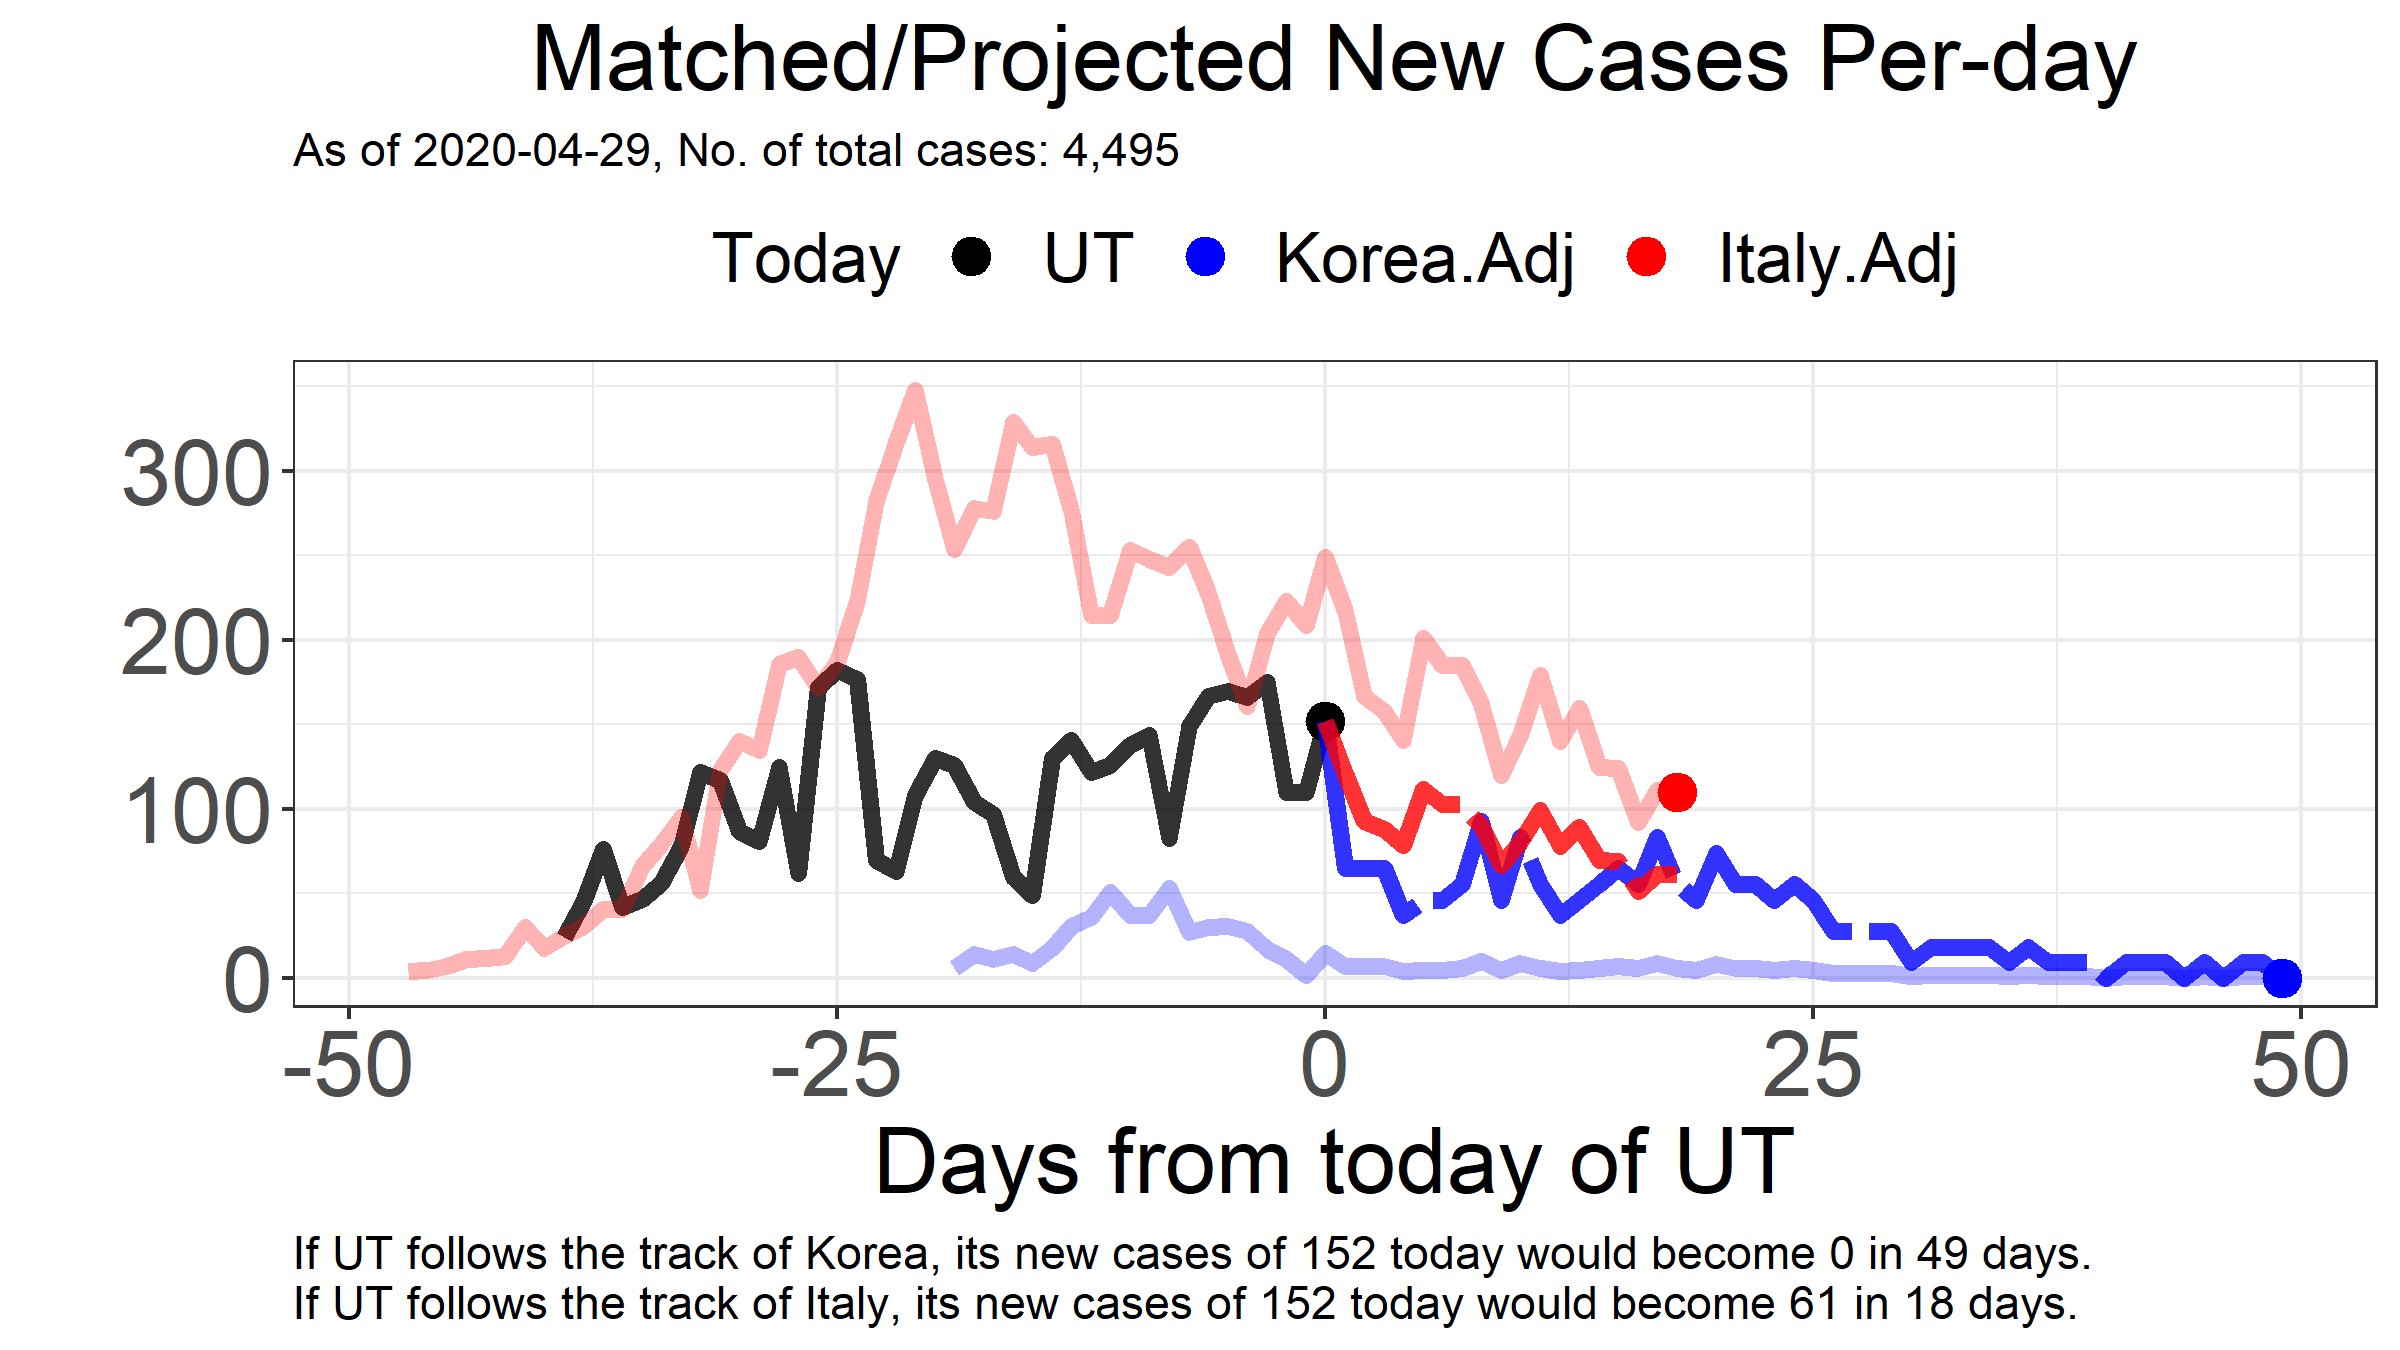 Matched/Projected New Cases Per-day
As of 2020-04-29, No. of total cases: 4,495
Today UT Korea.Adj Italy.Adj
300
200
100
0
-50 -25 0 25 50
Days from today of UT
If UT follows the track of Korea, its new cases of 152 today would become 0 in 49 days.
If UT follows the track of Italy, its new cases of 152 today would become 61 in 18 days.